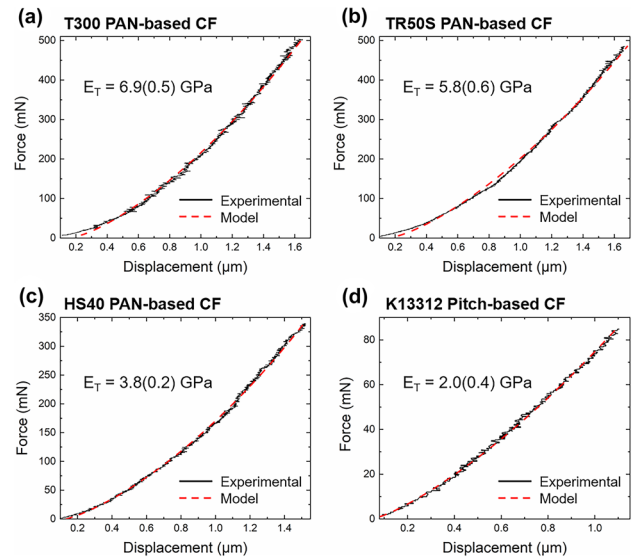 (a) T300 PAN-based CF
500
400
300
200
100
0
Force (mN)
E_T = 6.9(0.5) GPa
Experimental
Model
0.2 0.4 0.6 0.8 1.0 1.2 1.4 1.6
Displacement (µm)
(b) TR50S PAN-based CF
500
400
300
200
100
0
Force (mN)
E_T = 5.8(0.6) GPa
Experimental
Model
0.2 0.4 0.6 0.8 1.0 1.2 1.4 1.6
Displacement (µm)
(c) HS40 PAN-based CF
350
300
250
200
150
100
50
0
Force (mN)
E_T = 3.8(0.2) GPa
Experimental
Model
0.2 0.4 0.6 0.8 1.0 1.2 1.4
Displacement (µm)
(d) K13312 Pitch-based CF
80
60
40
20
0
Force (mN)
E_T = 2.0(0.4) GPa
Experimental
Model
0.2 0.4 0.6 0.8 1.0
Displacement (µm)